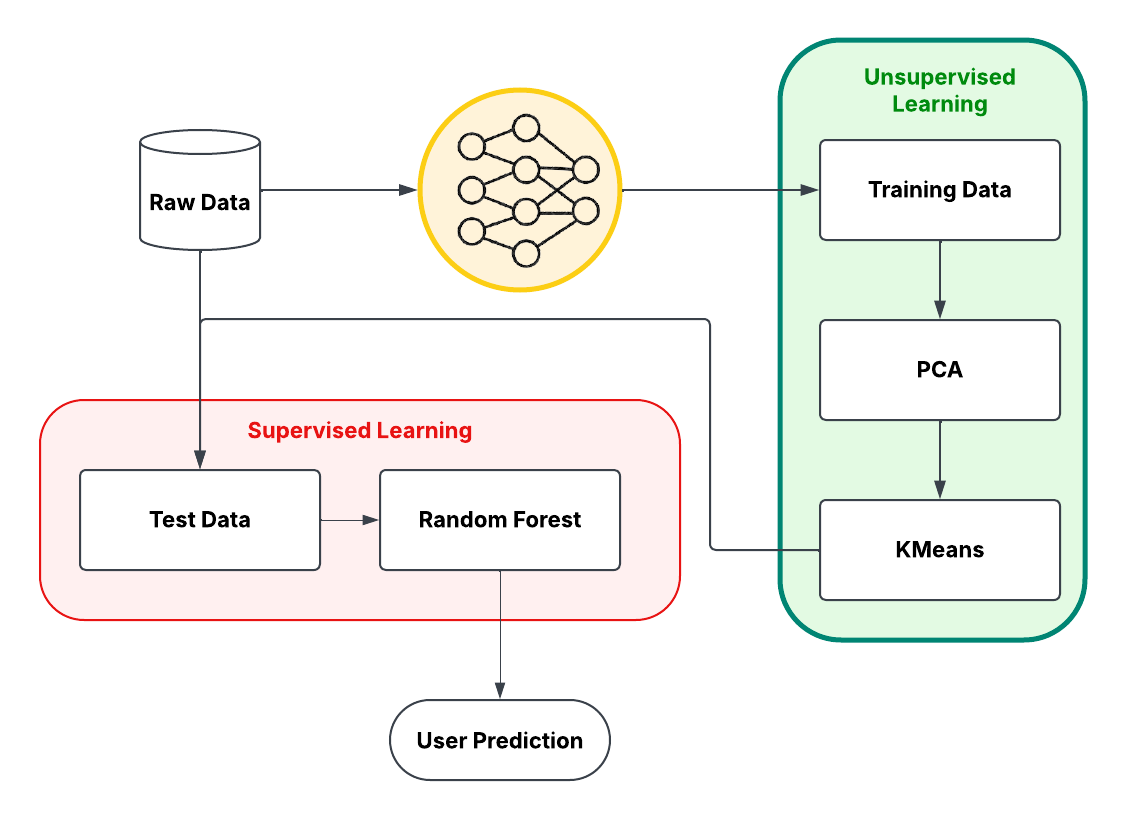 Unsupervised
Learning
Raw Data
Training Data
PCA
Supervised Learning
Test Data
Random Forest
KMeans
User Prediction